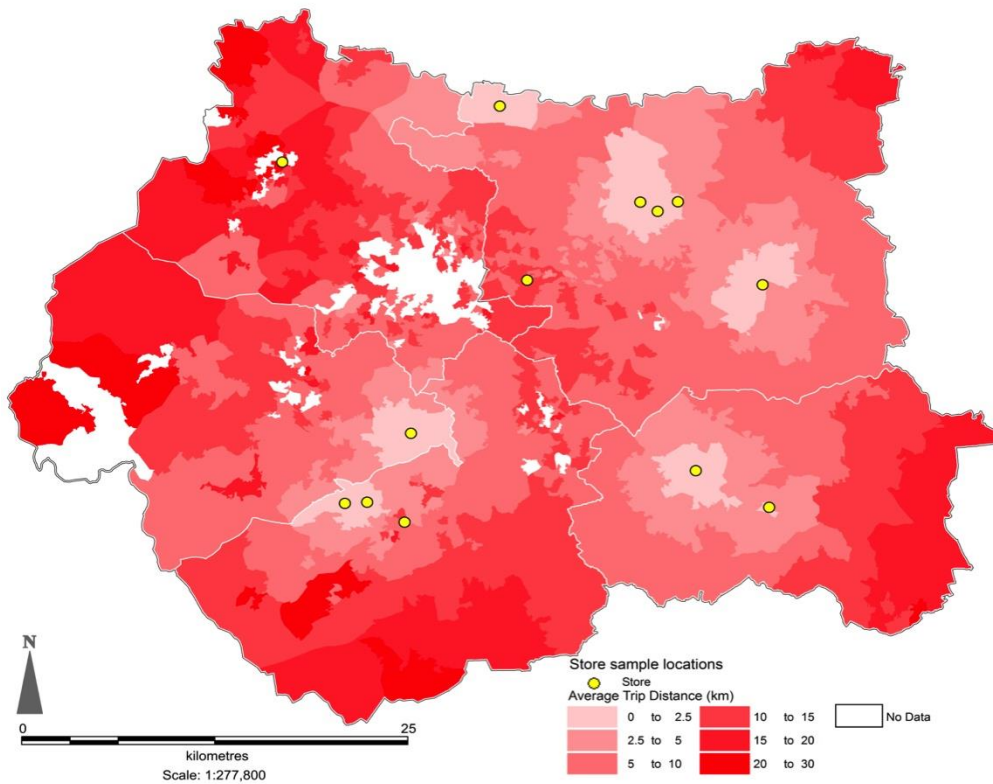 N
0 25
kilometres
Scale: 1:277,800
Store sample locations
Store
Average Trip Distance (km)
0 to 2.5
2.5 to 5
5 to 10
10 to 15
15 to 20
20 to 30
No Data